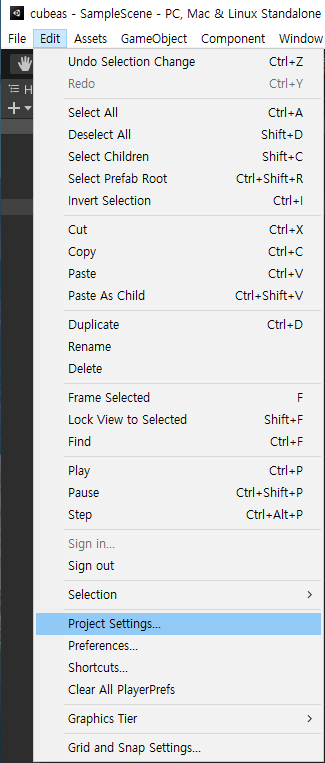 cubeas - SampleScene - PC, Mac & Linux Standalone
File Edit Assets GameObject Component Window
H
Undo Selection Change Ctrl+Z
Redo Ctrl+Y
Select All Ctrl+A
Deselect All Shift+D
Select Children Shift+C
Select Prefab Root Ctrl+Shift+R
Invert Selection Ctrl+I
Cut Ctrl+X
Copy Ctrl+C
Paste Ctrl+V
Paste As Child Ctrl+Shift+V
Duplicate Ctrl+D
Rename
Delete
Frame Selected F
Lock View to Selected Shift+F
Find Ctrl+F
Play Ctrl+P
Pause Ctrl+Shift+P
Step Ctrl+Alt+P
Sign in...
Sign out
Selection
Project Settings...
Preferences...
Shortcuts...
Clear All PlayerPrefs
Graphics Tier
Grid and Snap Settings...